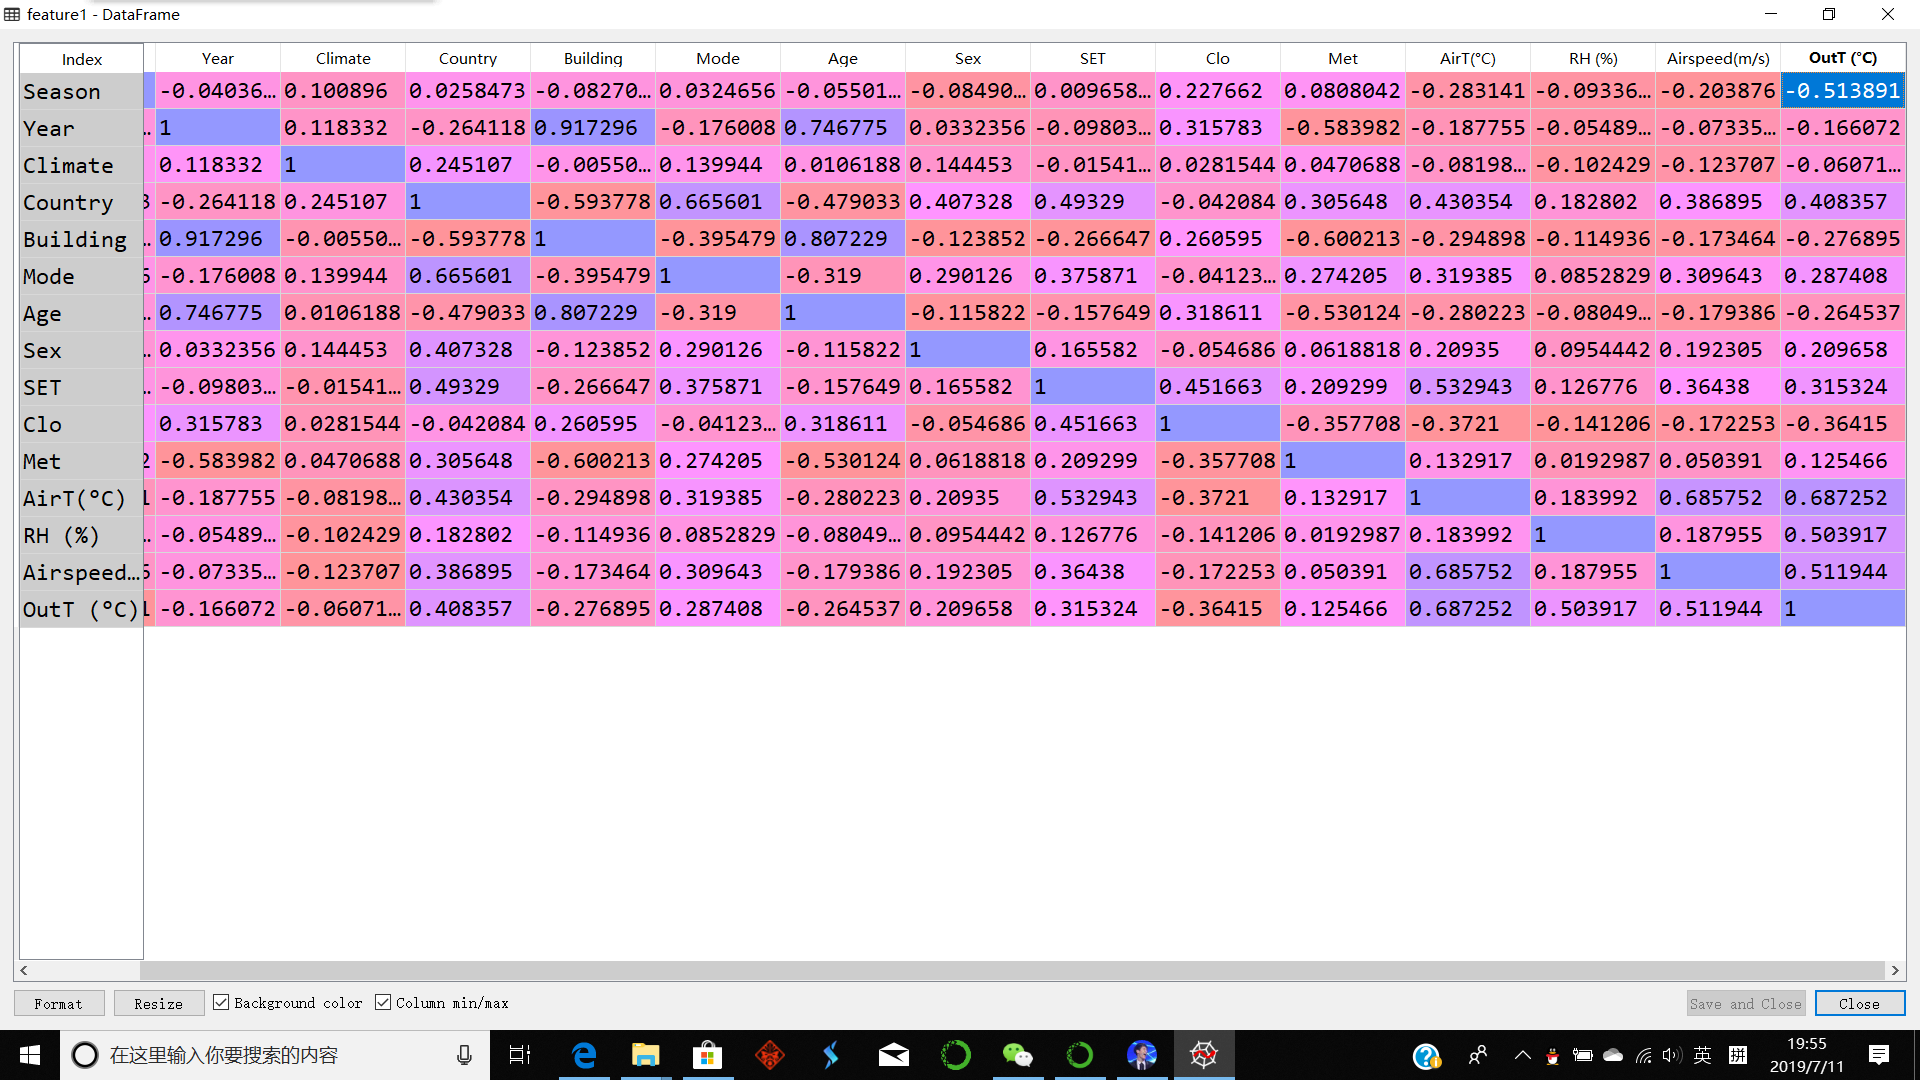 feature1 - DataFrame
Index Year Climate Country Building Mode Age Sex SET Clo Met AirT(°C) RH (%) Airspeed(m/s) OutT (°C)
Season -0.04036… 0.100896 0.0258473 -0.08270… 0.0324656 -0.05501… -0.08490… 0.009658… 0.227662 0.0808042 -0.283141 -0.09336… -0.203876 -0.513891
Year 1 0.118332 -0.264118 0.917296 -0.176008 0.746775 0.0332356 -0.09803… 0.315783 -0.583982 -0.187755 -0.05489… -0.07335… -0.166072
Climate 0.118332 1 0.245107 -0.00550… 0.139944 0.0106188 0.144453 -0.01541… 0.0281544 0.0470688 -0.08198… -0.102429 -0.123707 -0.06071…
Country -0.264118 0.245107 1 -0.593778 0.665601 -0.479033 0.407328 0.49329 -0.042084 0.305648 0.430354 0.182802 0.386895 0.408357
Building 0.917296 -0.00550… -0.593778 1 -0.395479 0.807229 -0.123852 -0.266647 0.260595 -0.600213 -0.294898 -0.114936 -0.173464 -0.276895
Mode -0.176008 0.139944 0.665601 -0.395479 1 -0.319 0.290126 0.375871 -0.04123… 0.274205 0.319385 0.0852829 0.309643 0.287408
Age 0.746775 0.0106188 -0.479033 0.807229 -0.319 1 -0.115822 -0.157649 0.318611 -0.530124 -0.280223 -0.08049… -0.179386 -0.264537
Sex 0.0332356 0.144453 0.407328 -0.123852 0.290126 -0.115822 1 0.165582 -0.054686 0.0618818 0.20935 0.0954442 0.192305 0.209658
SET -0.09803… -0.01541… 0.49329 -0.266647 0.375871 -0.157649 0.165582 1 0.451663 0.209299 0.532943 0.126776 0.36438 0.315324
Clo 0.315783 0.0281544 -0.042084 0.260595 -0.04123… 0.318611 -0.054686 0.451663 1 -0.357708 -0.3721 -0.141206 -0.172253 -0.36415
Met -0.583982 0.0470688 0.305648 -0.600213 0.274205 -0.530124 0.0618818 0.209299 -0.357708 1 0.132917 0.0192987 0.050391 0.125466
AirT(°C) -0.187755 -0.08198… 0.430354 -0.294898 0.319385 -0.280223 0.20935 0.532943 -0.3721 0.132917 1 0.183992 0.685752 0.687252
RH (%) -0.05489… -0.102429 0.182802 -0.114936 0.0852829 -0.08049… 0.0954442 0.126776 -0.141206 0.0192987 0.183992 1 0.187955 0.503917
Airspeed… -0.07335… -0.123707 0.386895 -0.173464 0.309643 -0.179386 0.192305 0.36438 -0.172253 0.050391 0.685752 0.187955 1 0.511944
OutT (°C) -0.166072 -0.06071… 0.408357 -0.276895 0.287408 -0.264537 0.209658 0.315324 -0.36415 0.125466 0.687252 0.503917 0.511944 1
Format Resize Background color Column min/max Save and Close Close
在这里输入你要搜索的内容
英 拼
19:55
2019/7/11